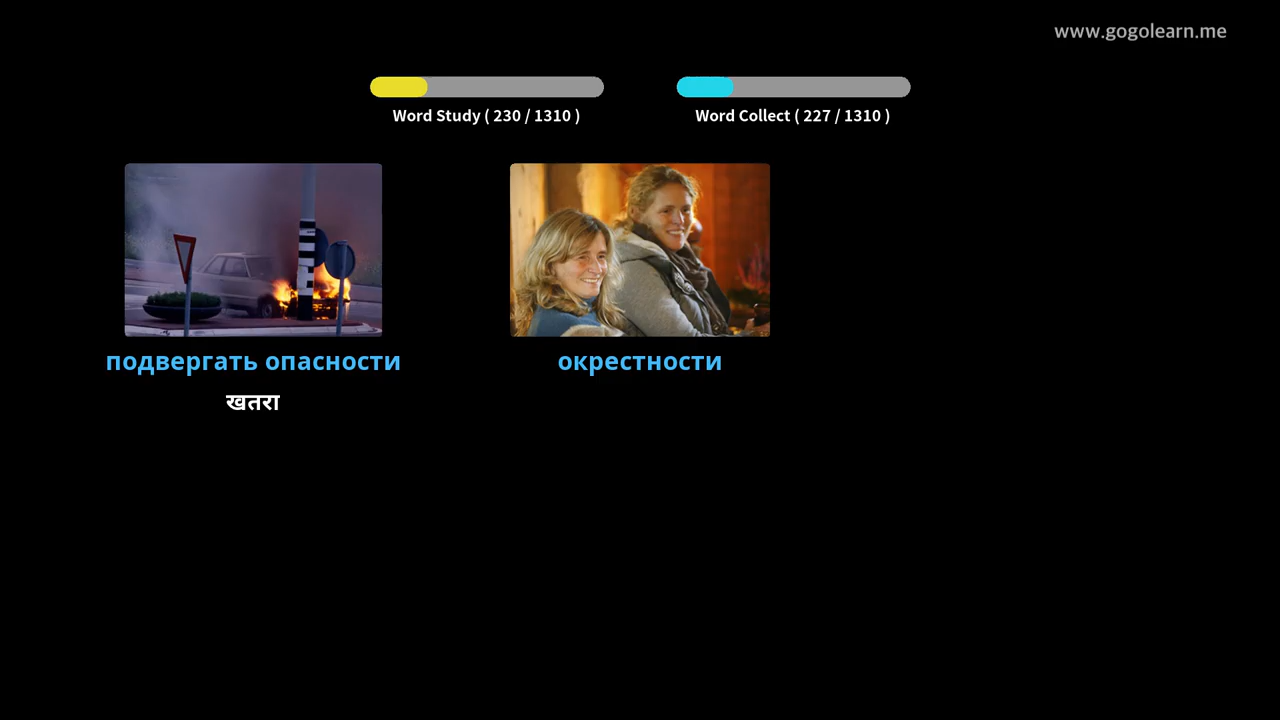 www.gogolearn.me
Word Study ( 230 / 1310 )
Word Collect ( 227 / 1310 )
подвергать опасности
окрестности
खतरा